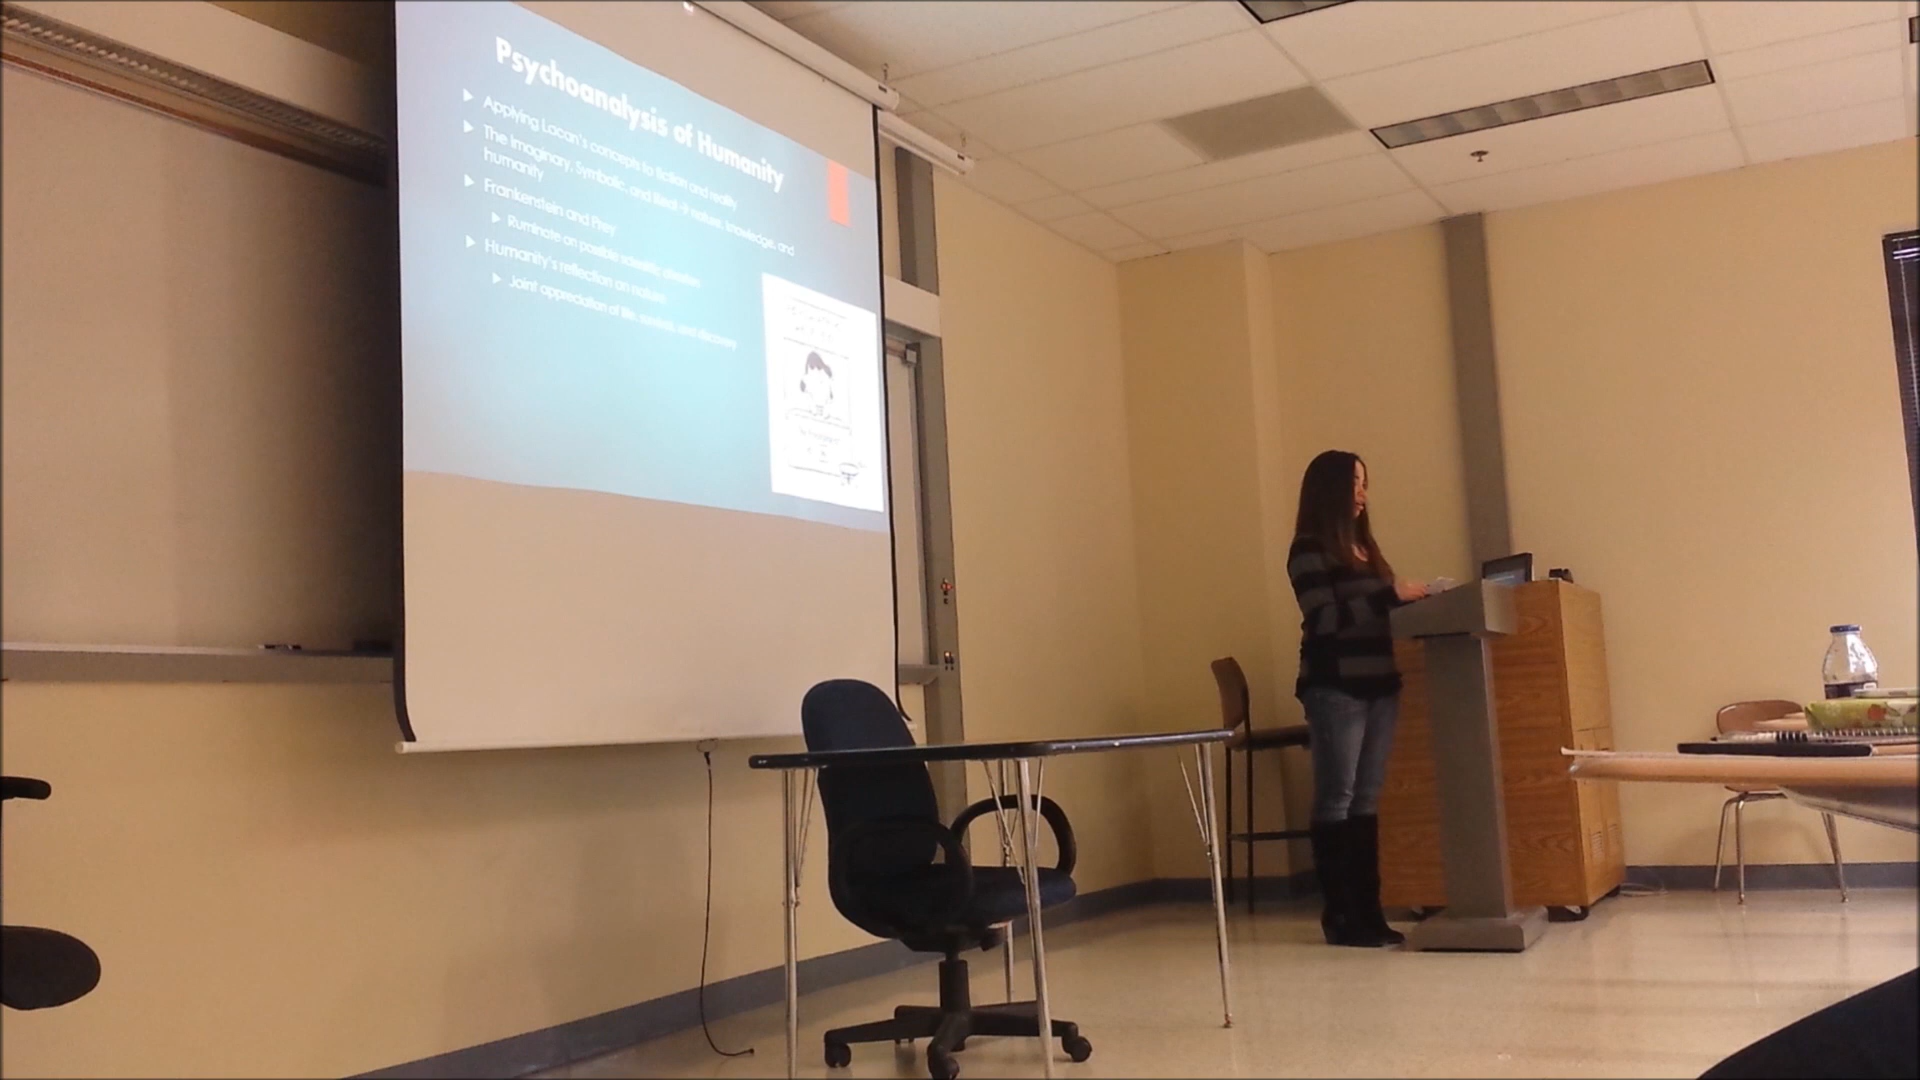 Psychoanalysis of Humanity
Applying Lacan's concepts to fiction and reality
The Imaginary, Symbolic, and Real → nature, knowledge, and
humanity
Frankenstein and Prey
Ruminate on possible scientific
Humanity's reflection on nature
Joint appreciation of life, survival, and discovery